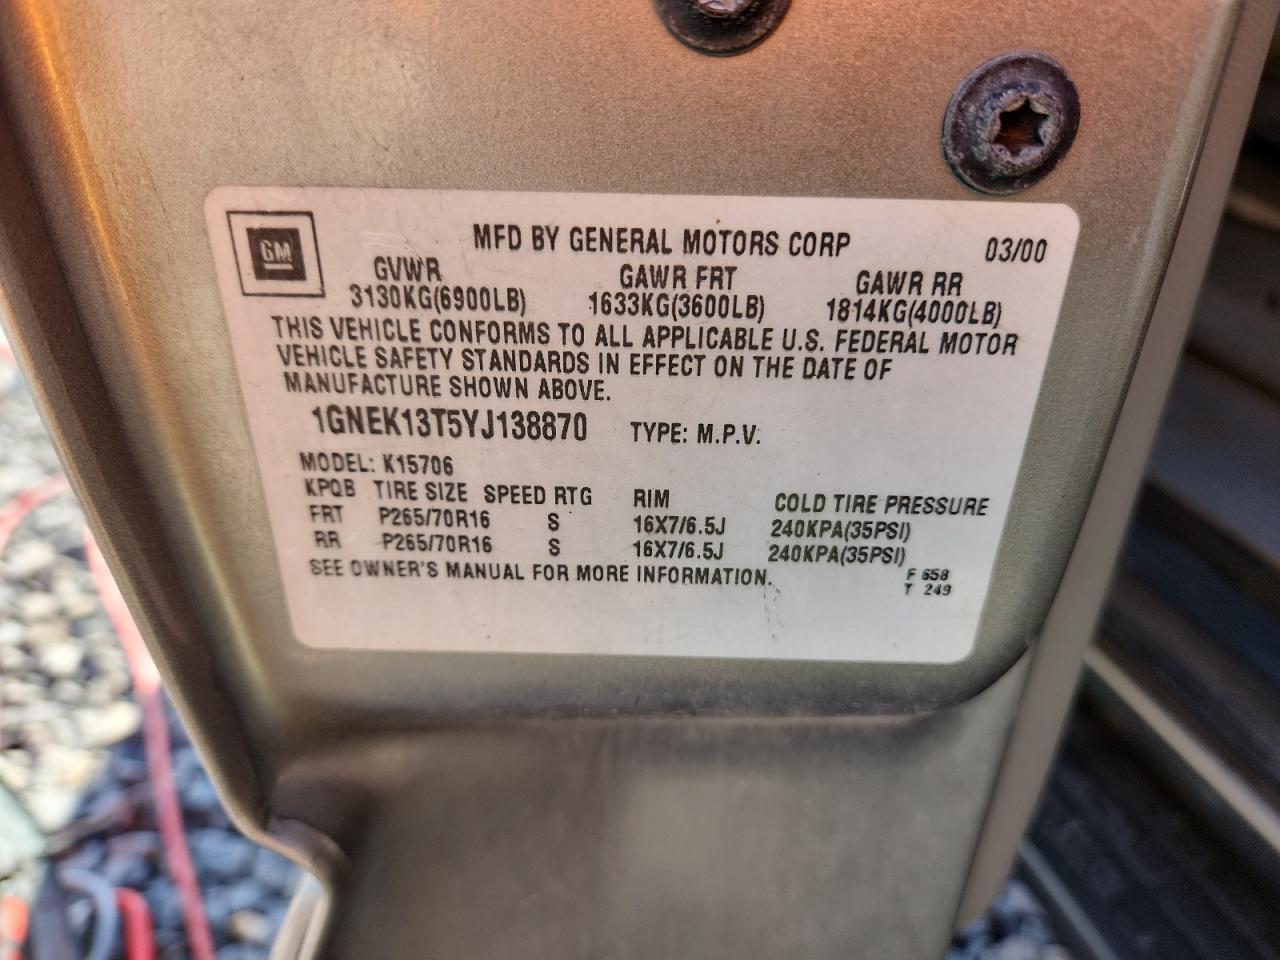 GM
MFD BY GENERAL MOTORS CORP 03/00
GVWR GAWR FRT GAWR RR
3130KG(6900LB) 1633KG(3600LB) 1814KG(4000LB)
THIS VEHICLE CONFORMS TO ALL APPLICABLE U.S. FEDERAL MOTOR
VEHICLE SAFETY STANDARDS IN EFFECT ON THE DATE OF
MANUFACTURE SHOWN ABOVE.
1GNEK13T5YJ138870 TYPE: M.P.V.
MODEL: K15706
KPQB TIRE SIZE SPEED RTG RIM COLD TIRE PRESSURE
FRT P265/70R16 S 16X7/6.5J 240KPA(35PSI)
RR P265/70R16 S 16X7/6.5J 240KPA(35PSI)
SEE OWNER'S MANUAL FOR MORE INFORMATION.
F 658
T 249